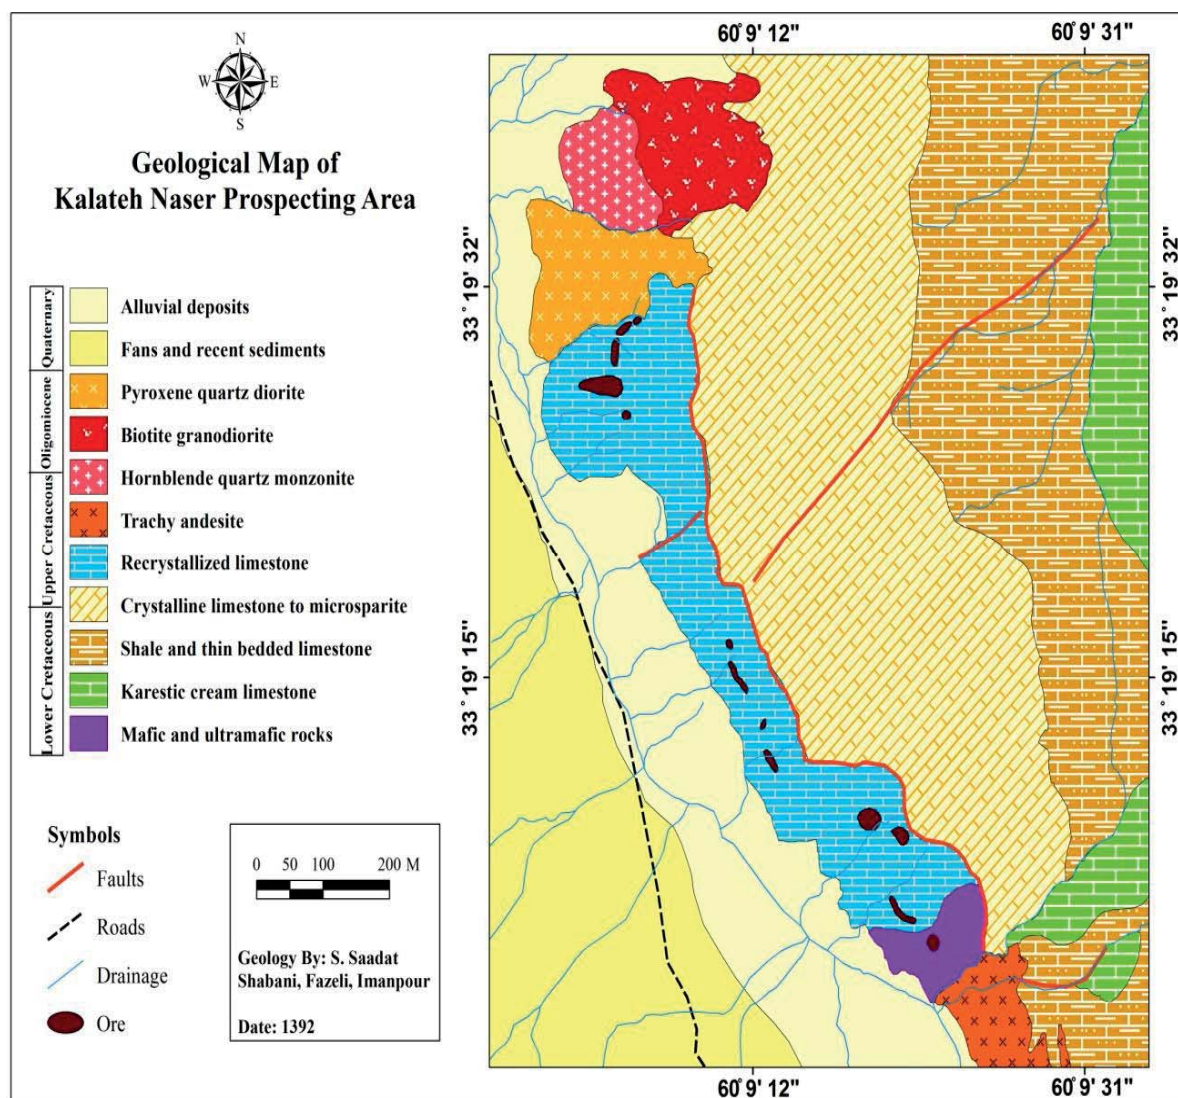 N
W E
S
Geological Map of
Kalateh Naser Prospecting Area
Quaternary
Oligomiocene
Upper Cretaceous
Lower Cretaceous
Alluvial deposits
Fans and recent sediments
Pyroxene quartz diorite
Biotite granodiorite
Hornblende quartz monzonite
Trachy andesite
Recrystallized limestone
Crystalline limestone to microsparite
Shale and thin bedded limestone
Karestic cream limestone
Mafic and ultramafic rocks
Symbols
Faults
Roads
Drainage
Ore
0 50 100 200 M
Geology By: S. Saadat
Shabani, Fazeli, Imanpour
Date: 1392
60° 9' 12" 60° 9' 31"
33° 19' 32" 33° 19' 32"
33° 19' 15" 33° 19' 15"
60° 9' 12" 60° 9' 31"